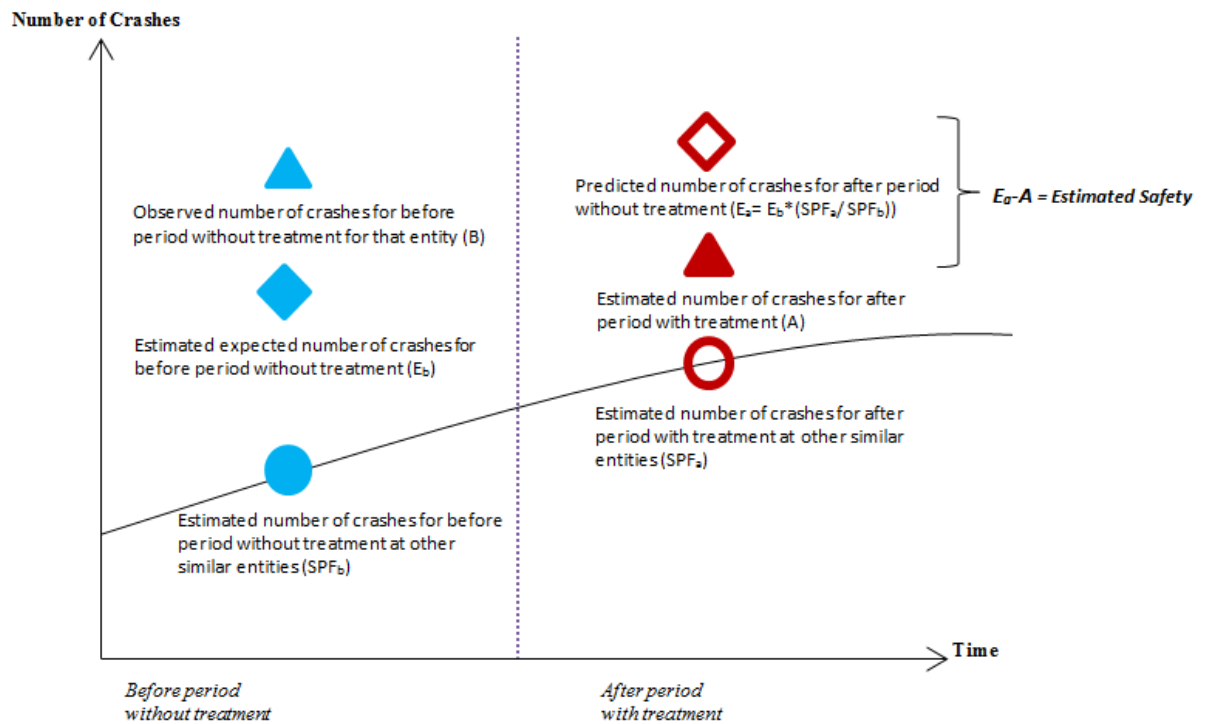 Number of Crashes
Observed number of crashes for before
period without treatment for that entity (B)
Estimated expected number of crashes for
before period without treatment (E_b)
Estimated number of crashes for before
period without treatment at other
similar entities (SPF_b)
Predicted number of crashes for after period
without treatment (Eₐ= E_b*(SPFₐ/ SPF_b))
Eₐ-A = Estimated Safety
Estimated number of crashes for after
period with treatment (A)
Estimated number of crashes for after
period with treatment at other similar
entities (SPFₐ)
Time
Before period
without treatment
After period
with treatment